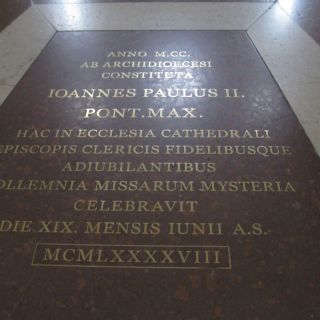 ANNO M.CC.
AB ARCHIDIOECESI
CONSTITUTA
IOANNES PAULUS II.
PONT. MAX.
HAC IN ECCLESIA CATHEDRALI
EPISCOPIS CLERICIS FIDELIBUSQUE
ADIUBILANTIBUS
OLLEMNIA MISSARUM MYSTERIA
CELEBRAVIT
DIE XIX. MENSIS IUNII A.S.
MCMLXXXXVIII